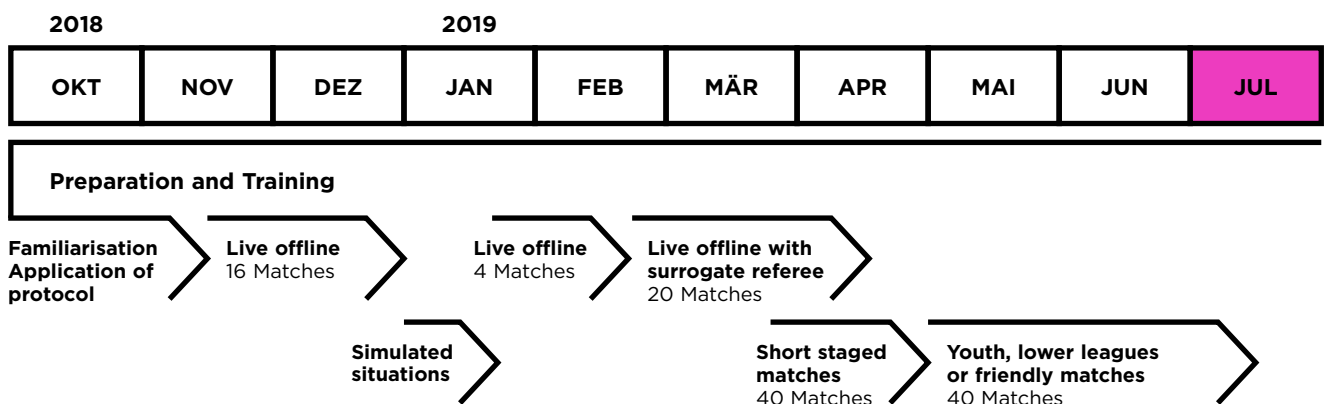 2018
2019
OKT
NOV
DEZ
JAN
FEB
MÄR
APR
MAI
JUN
JUL
Preparation and Training
Familiarisation
Application of
protocol
Live offline
16 Matches
Live offline
4 Matches
Live offline with
surrogate referee
20 Matches
Simulated
situations
Short staged
matches
40 Matches
Youth, lower leagues
or friendly matches
40 Matches